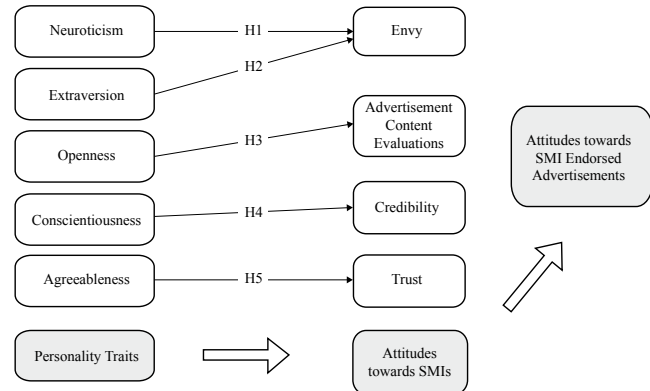 Neuroticism
H1
Envy
H2
Extraversion
Advertisement
Content
Evaluations
Openness
H3
Attitudes towards
SMI Endorsed
Advertisements
Conscientiousness
H4
Credibility
Agreeableness
H5
Trust
Personality Traits
Attitudes
towards SMIs